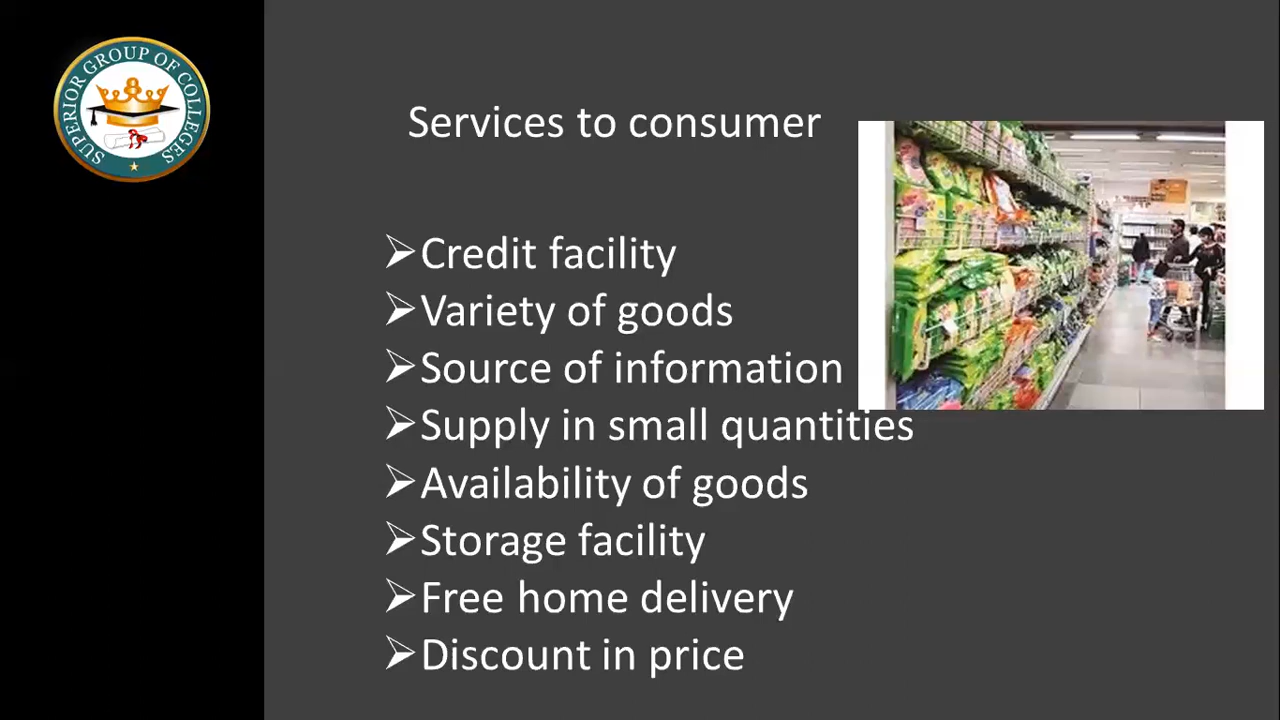 SUPERIOR GROUP OF COLLEGES
Services to consumer
Credit facility
Variety of goods
Source of information
Supply in small quantities
Availability of goods
Storage facility
Free home delivery
Discount in price